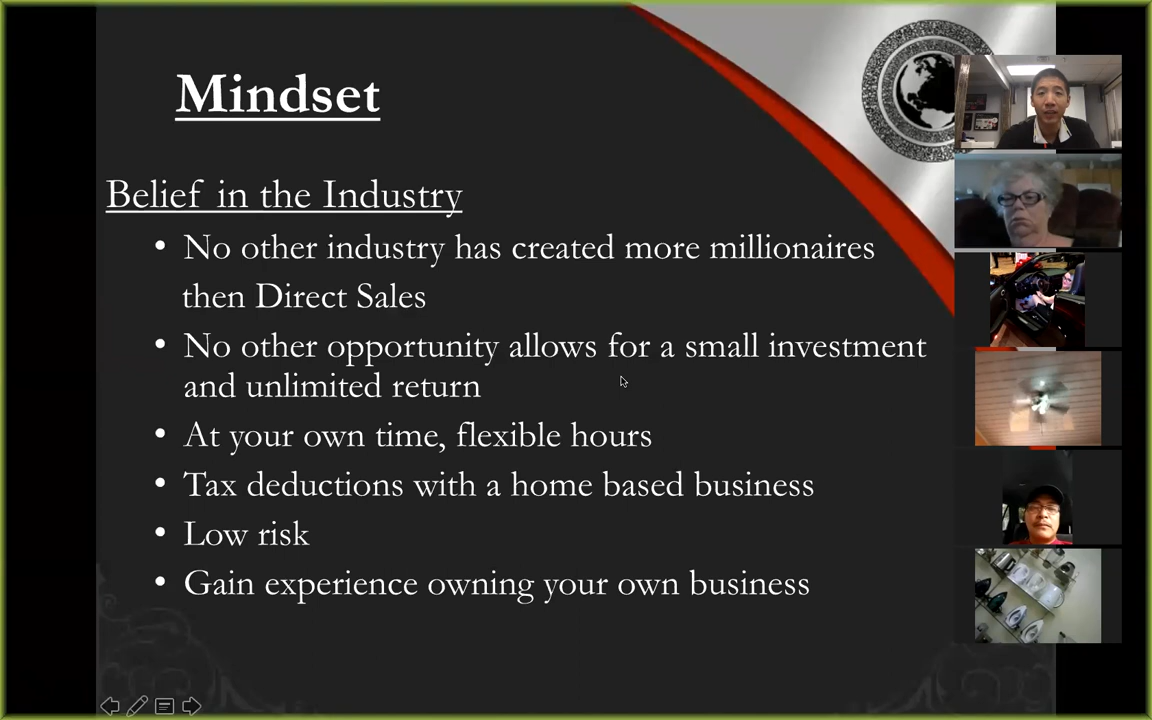 Mindset
Belief in the Industry
• No other industry has created more millionaires
then Direct Sales
• No other opportunity allows for a small investment
and unlimited return
• At your own time, flexible hours
• Tax deductions with a home based business
• Low risk
• Gain experience owning your own business